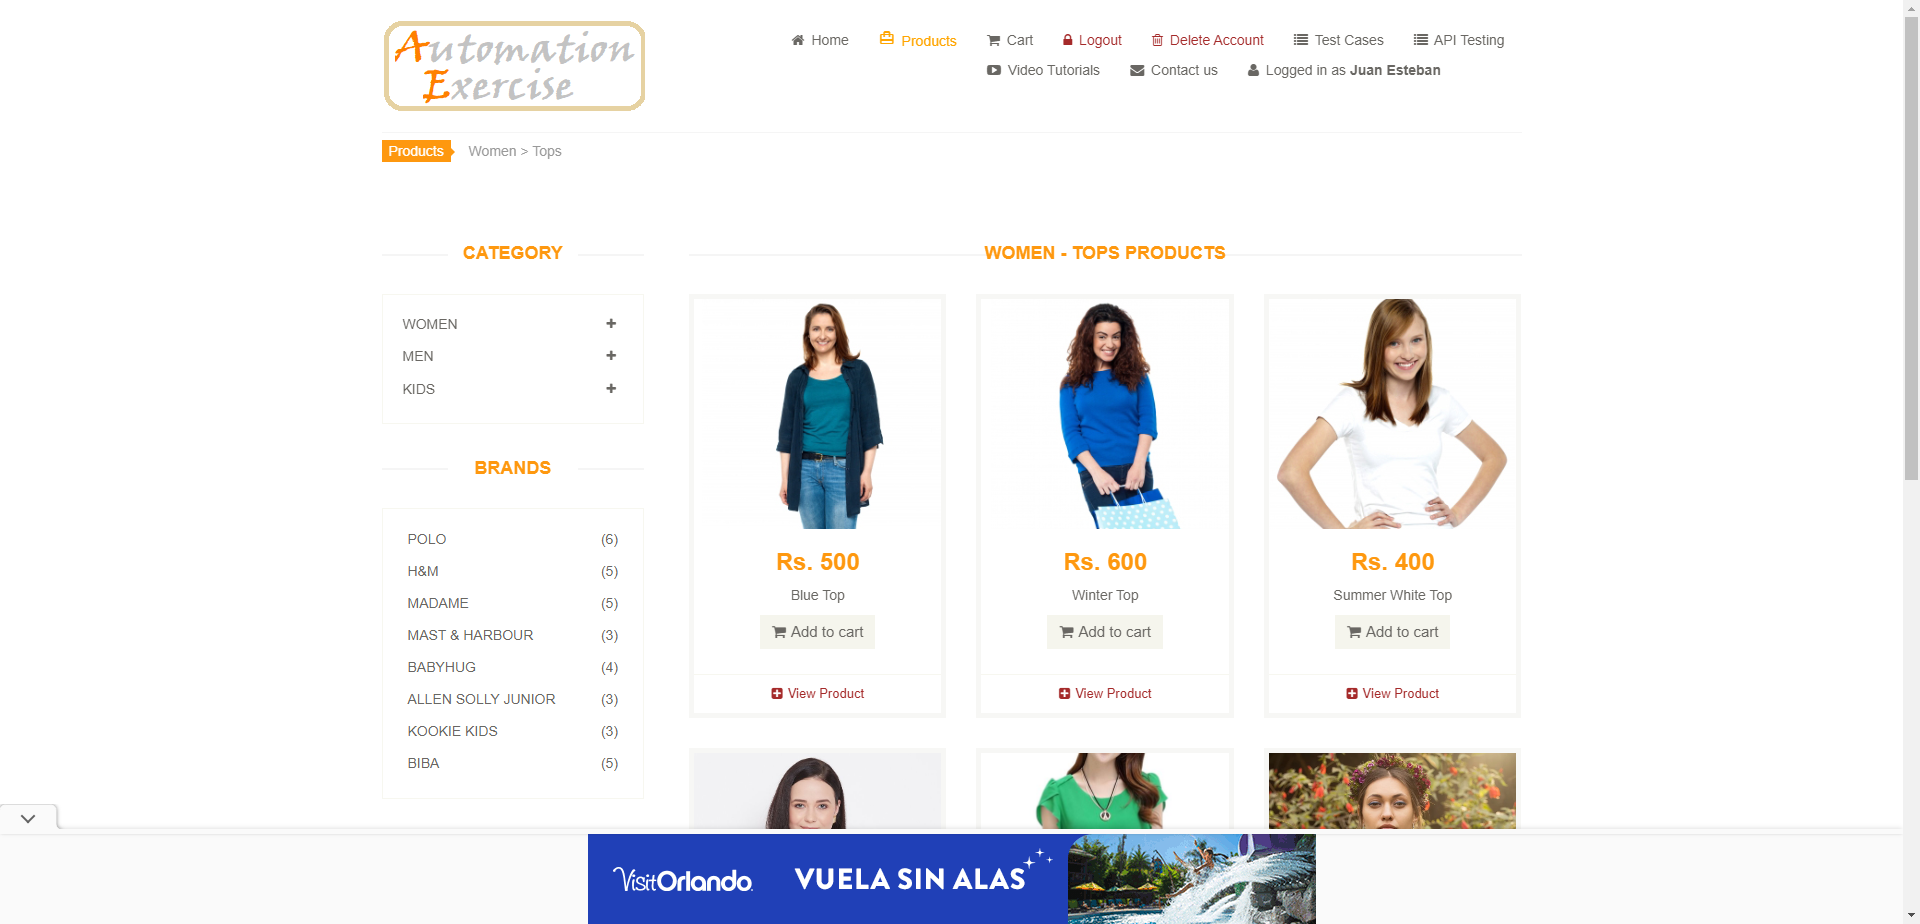 Automation
Exercise
Home
Products
Cart
Logout
Delete Account
Test Cases
API Testing
Video Tutorials
Contact us
Logged in as Juan Esteban
Products
Women > Tops
CATEGORY
WOMEN
MEN
KIDS
BRANDS
POLO (6)
H&M (5)
MADAME (5)
MAST & HARBOUR (3)
BABYHUG (4)
ALLEN SOLLY JUNIOR (3)
KOOKIE KIDS (3)
BIBA (5)
WOMEN - TOPS PRODUCTS
Rs. 500
Blue Top
Add to cart
View Product
Rs. 600
Winter Top
Add to cart
View Product
Rs. 400
Summer White Top
Add to cart
View Product
VisitOrlando
VUELA SIN ALAS